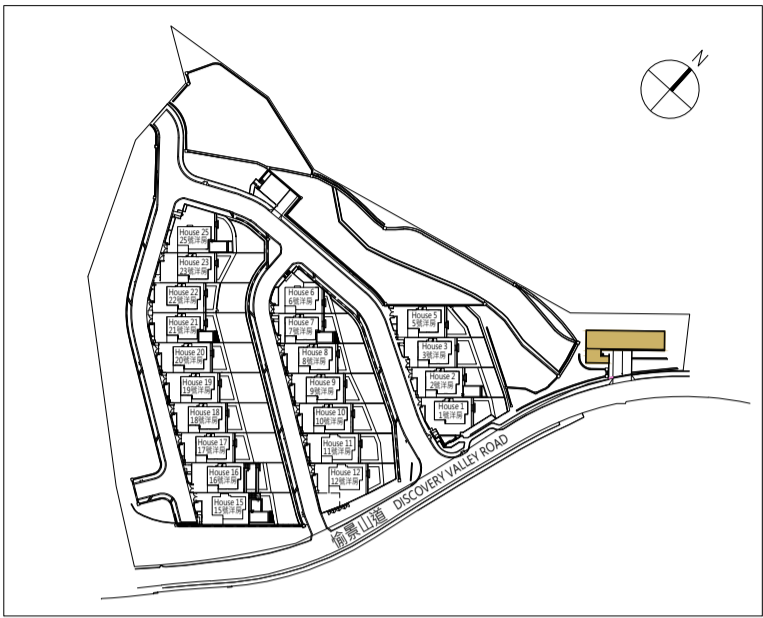 N
House 25
25號洋房
House 23
23號洋房
House 22
22號洋房
House 21
21號洋房
House 20
20號洋房
House 19
19號洋房
House 18
18號洋房
House 17
17號洋房
House 16
16號洋房
House 15
15號洋房
House 6
6號洋房
House 7
7號洋房
House 8
8號洋房
House 9
9號洋房
House 10
10號洋房
House 11
11號洋房
House 12
12號洋房
House 5
5號洋房
House 3
3號洋房
House 2
2號洋房
House 1
1號洋房
愉景山道 DISCOVERY VALLEY ROAD